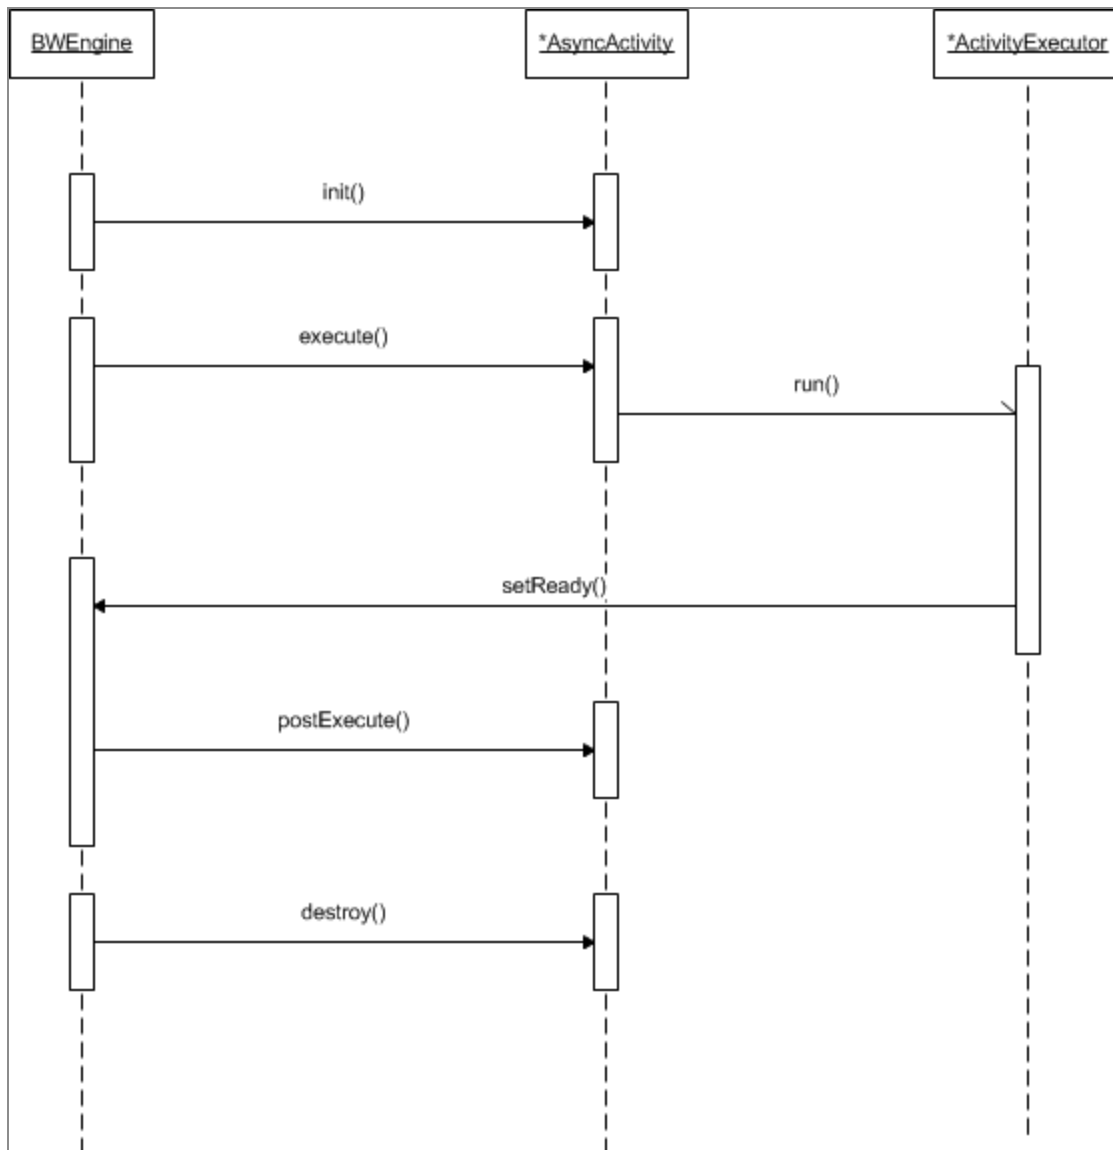 BWEngine
*AsyncActivity
*ActivityExecutor
init()
execute()
run()
setReady()
postExecute()
destroy()